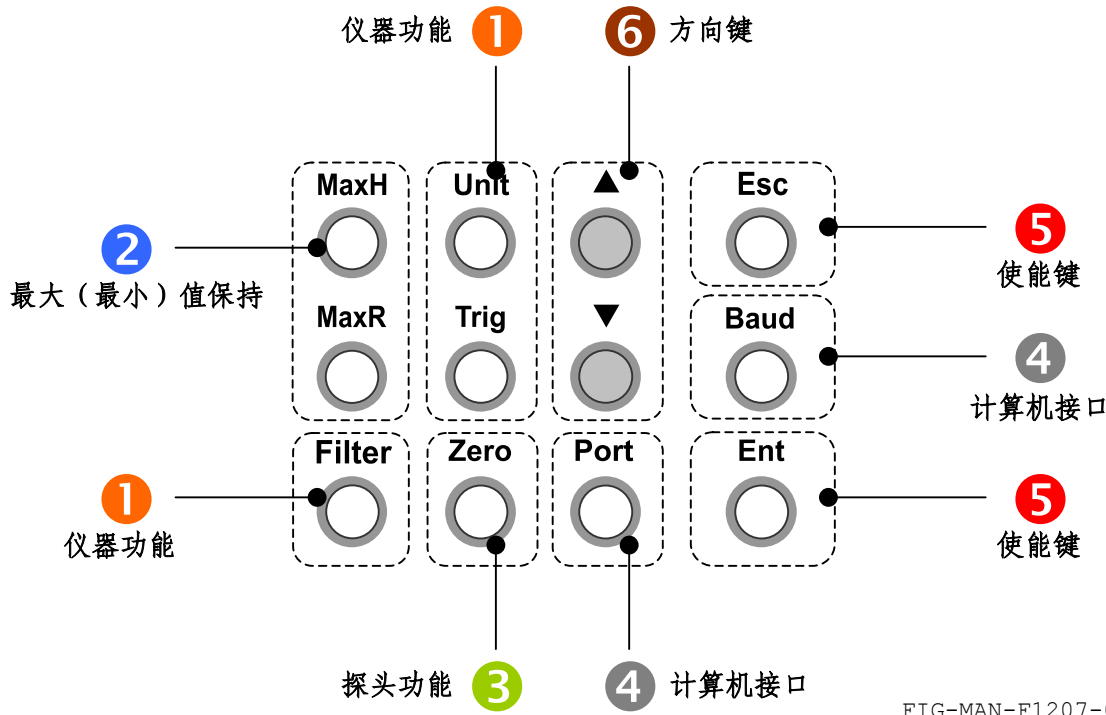 仪器功能 1
6 方向键
MaxH Unit ▲ Esc
2
最大（最小）值保持
5
使能键
MaxR Trig ▼ Baud
4
计算机接口
Filter Zero Port Ent
1
仪器功能
5
使能键
探头功能 3
4 计算机接口
FIG-MAN-F1207-